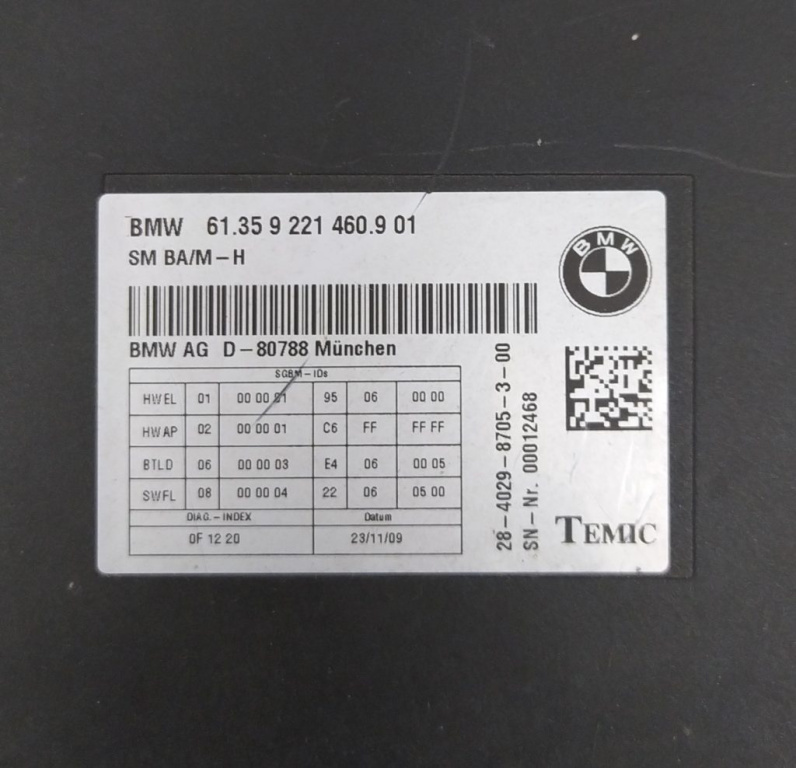 BMW 61.35 9 221 460.9 01
SM BA/M-H
BMW
BMW AG D-80788 München
SGBM-IDs
HWEL 01 00 00 01 95 06 00 00
HWAP 02 00 00 01 C6 FF FF FF
BTLD 06 00 00 03 E4 06 00 05
SWFL 08 00 00 04 22 06 05 00
DIAG.-INDEX Datum
0F 12 20 23/11/09
28-4029-8705-3-00
SN-Nr. 00012468
TEMIC